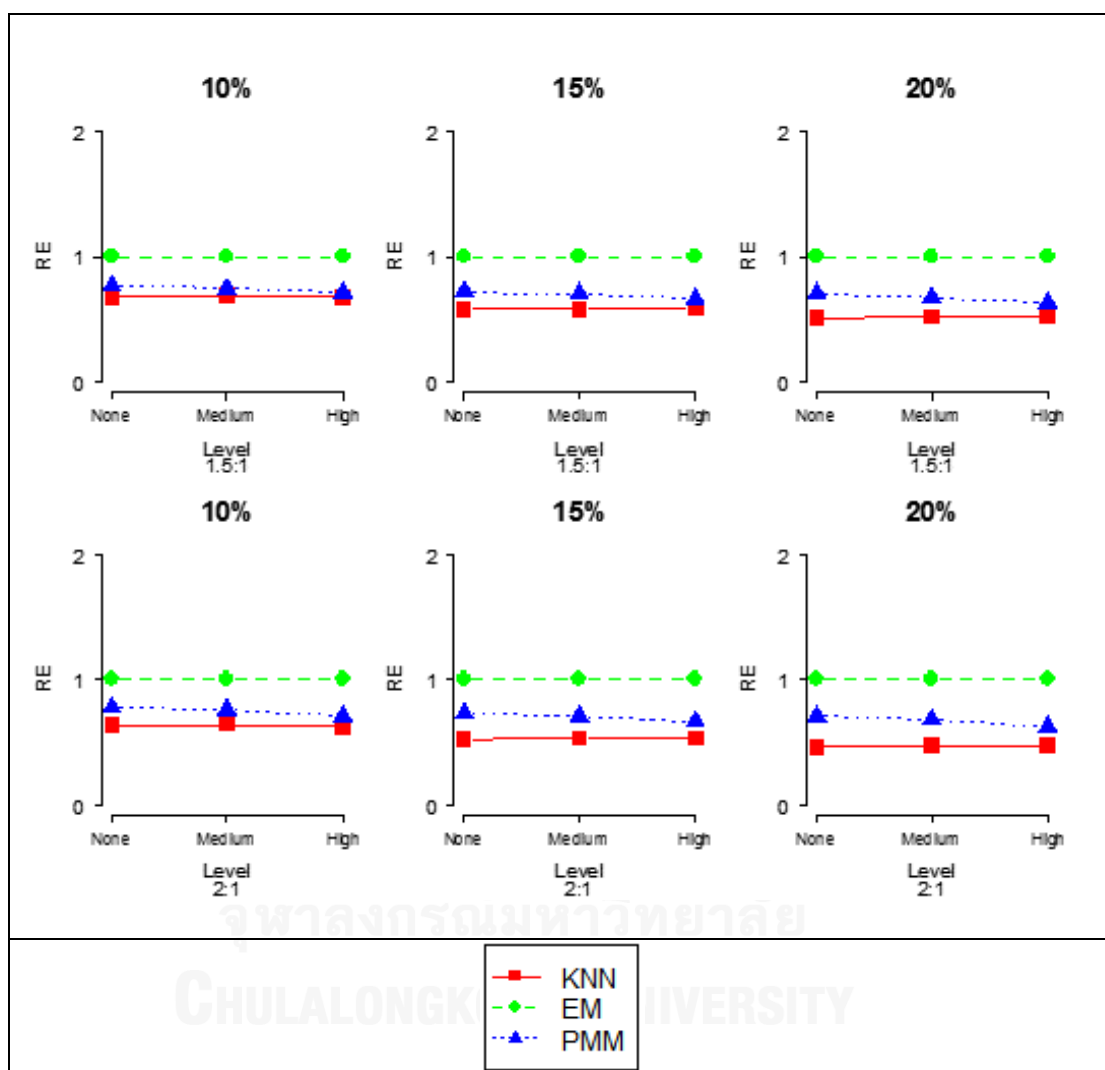 10% 15% 20%
2 2 2
RE 1 RE 1 RE 1
0 0 0
None Medium High None Medium High None Medium High
Level Level Level
1.5:1 1.5:1 1.5:1
10% 15% 20%
2 2 2
RE 1 RE 1 RE 1
0 0 0
None Medium High None Medium High None Medium High
Level Level Level
2:1 2:1 2:1
จุฬาลงกรณ์มหาวิทยาลัย
KNN
EM
PMM
CHULALONGKORN UNIVERSITY